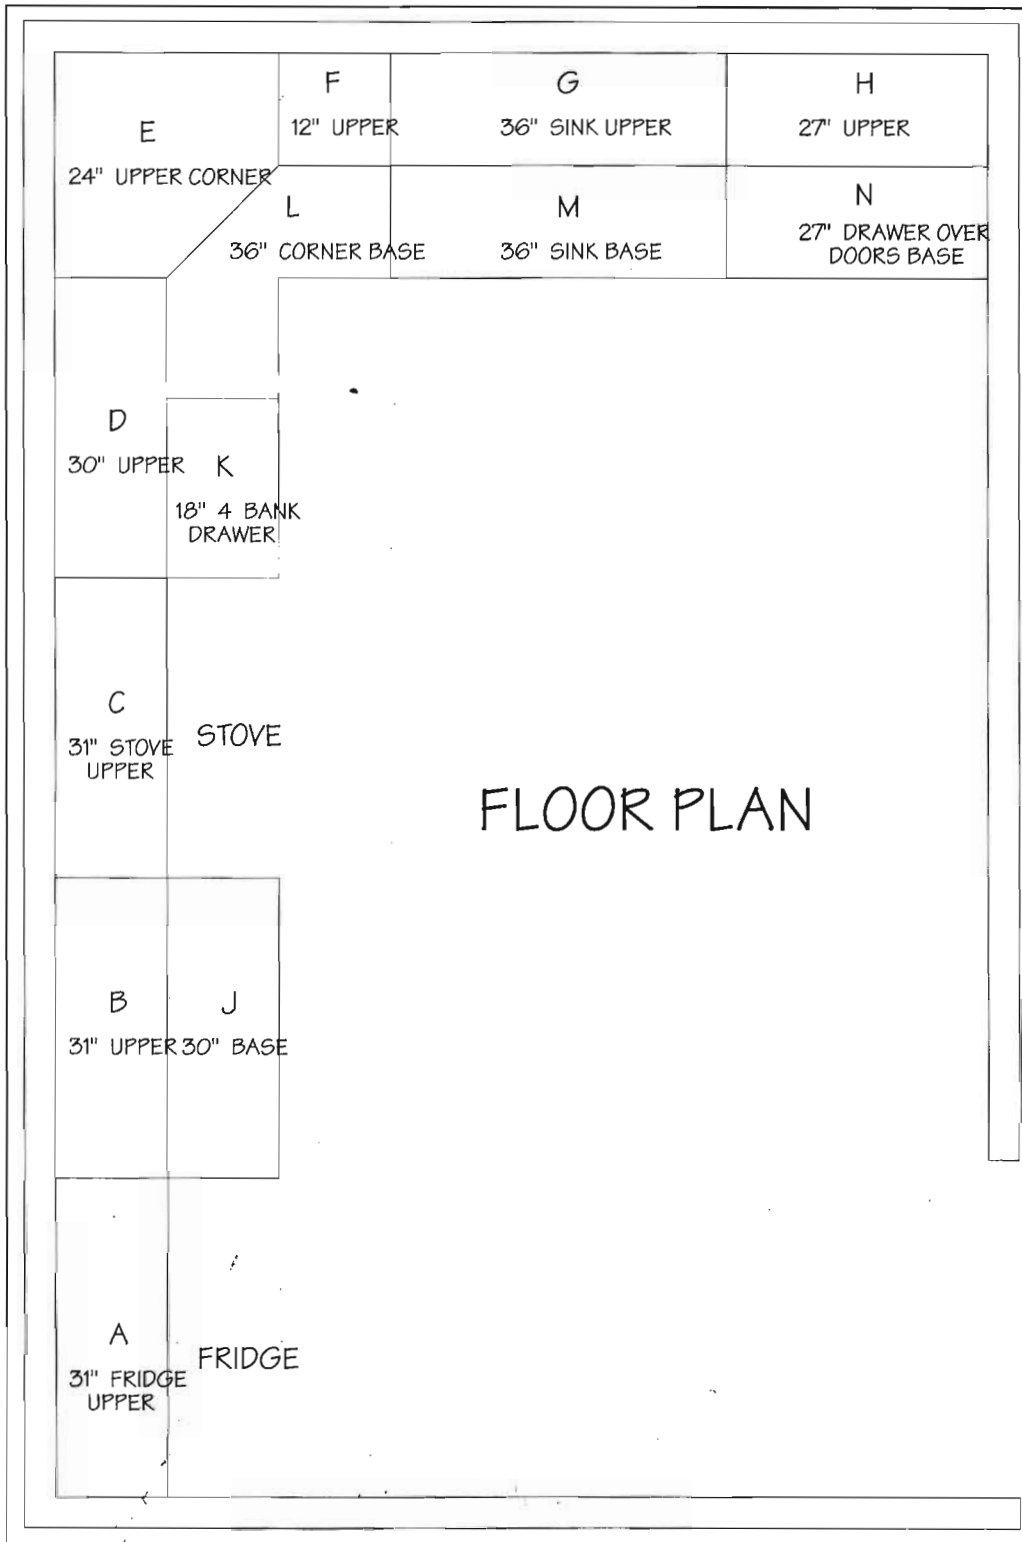 E
24" UPPER CORNER
F
12" UPPER
G
36" SINK UPPER
H
27" UPPER
L
36" CORNER BASE
M
36" SINK BASE
N
27" DRAWER OVER
DOORS BASE
D
30" UPPER
K
18" 4 BANK
DRAWER
C
31" STOVE
UPPER
STOVE
FLOOR PLAN
B
31" UPPER
J
30" BASE
A
31" FRIDGE
UPPER
FRIDGE